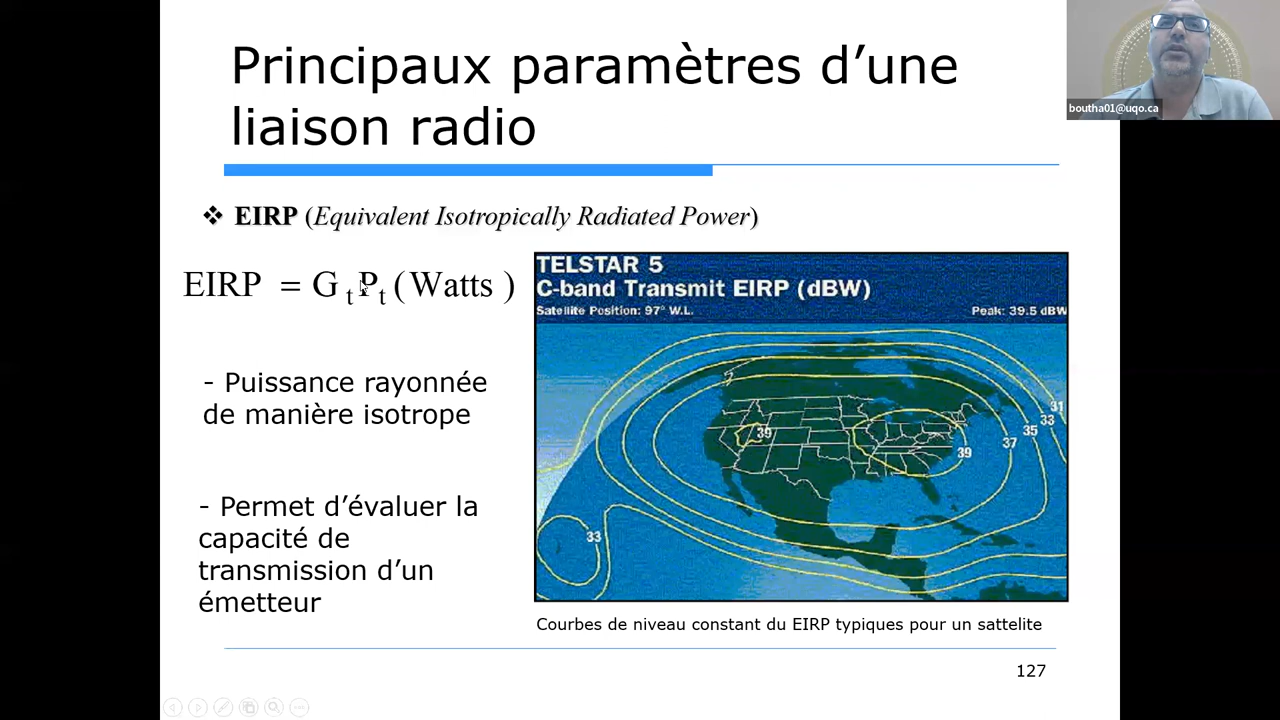 Principaux paramètres d’une
liaison radio
boutha01@uqo.ca
❖ EIRP (Equivalent Isotropically Radiated Power)
EIRP = G t P t ( Watts )
TELSTAR 5
C-band Transmit EIRP (dBW)
Satellite Position: 97° W.L. Peak: 39.5 dBW
31
33
35
37
39
39
33
- Puissance rayonnée
de manière isotrope
- Permet d’évaluer la
capacité de
transmission d’un
émetteur
Courbes de niveau constant du EIRP typiques pour un sattelite
127